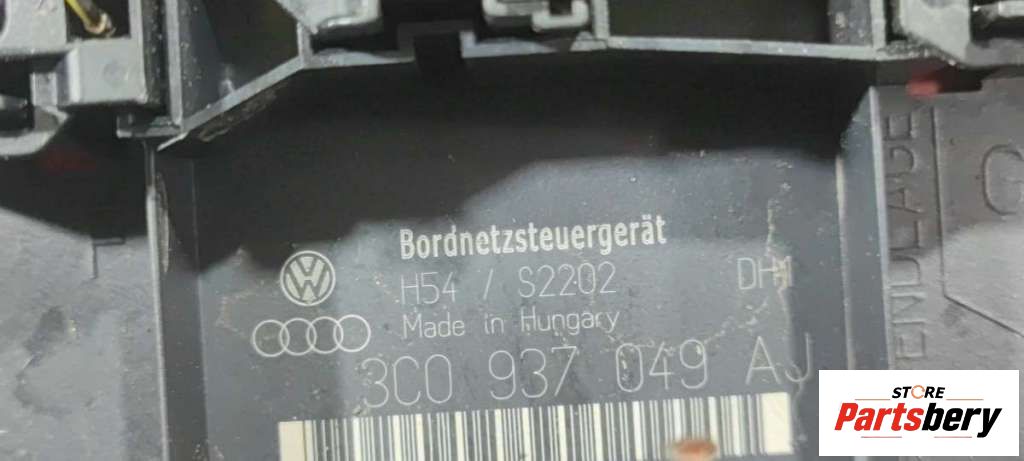 Bordnetzsteuergerät
H54 / S2202 DH1
Made in Hungary
3C0 937 049 AJ
STORE
Partsbery